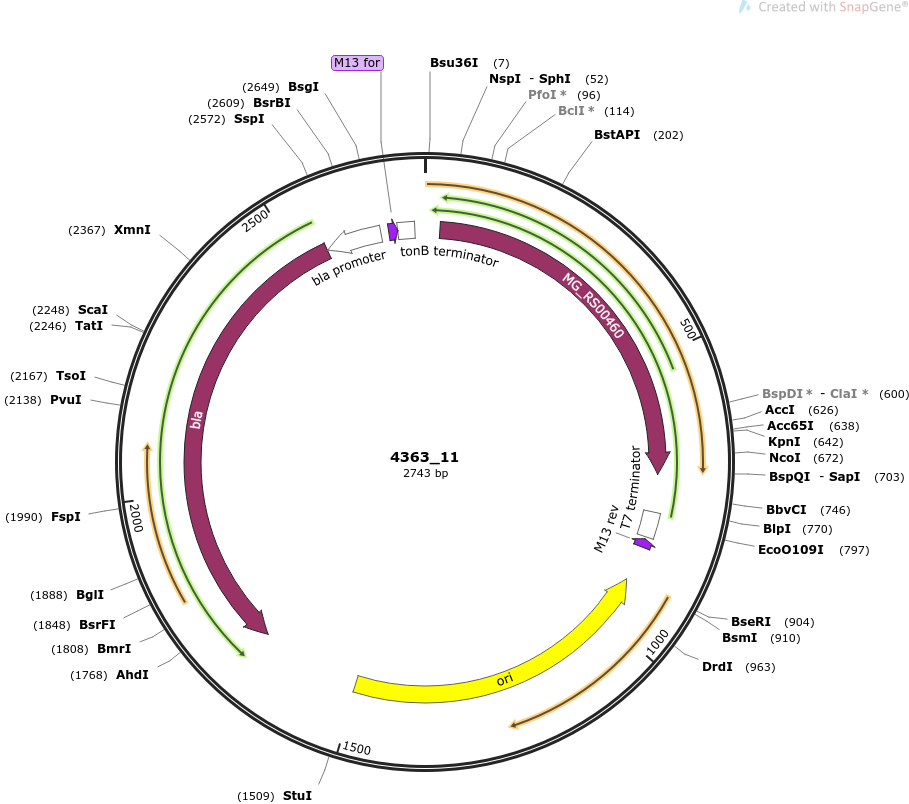 Created with SnapGene®
M13 for
Bsu36I (7)
(2649) BsgI
NspI - SphI (52)
(2609) BsrBI
PfoI * (96)
(2572) SspI
BclI * (114)
BstAPI (202)
2500
(2367) XmnI
bla promoter
tonB terminator
MG_RS00460
500
(2248) ScaI
(2246) TatI
(2167) TsoI
(2138) PvuI
bla
BspDI * - ClaI * (600)
AccI (626)
Acc65I (638)
KpnI (642)
NcoI (672)
BspQI - SapI (703)
4363_11
2743 bp
T7 terminator
M13 rev
2000
(1990) FspI
BbvCI (746)
BlpI (770)
EcoO109I (797)
(1888) BglI
(1848) BsrFI
(1808) BmrI
(1768) AhdI
BseRI (904)
BsmI (910)
DrdI (963)
1000
ori
1500
(1509) StuI